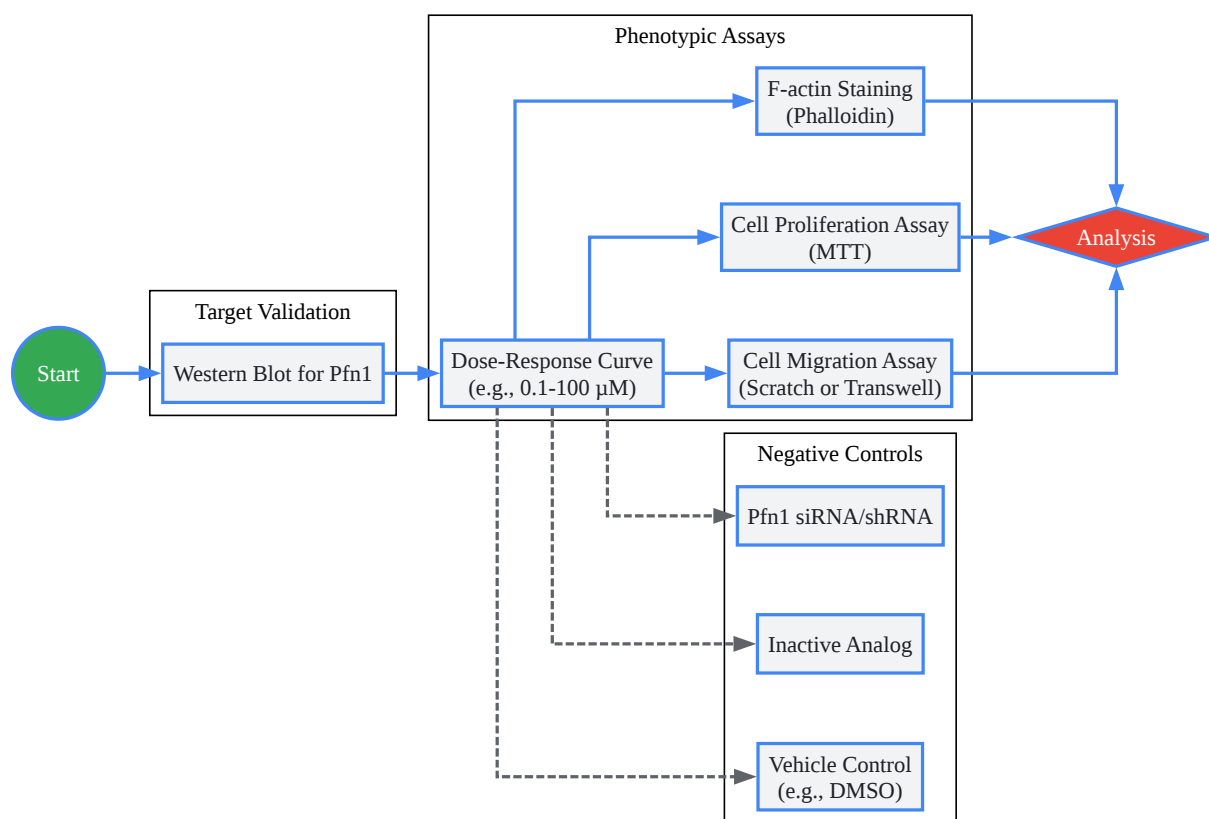 Phenotypic Assays
F-actin Staining
(Phalloidin)
Cell Proliferation Assay
(MTT)
Analysis
Target Validation
Start
Western Blot for Pfn1
Dose-Response Curve
(e.g., 0.1-100 µM)
Cell Migration Assay
(Scratch or Transwell)
Negative Controls
Pfn1 siRNA/shRNA
Inactive Analog
Vehicle Control
(e.g., DMSO)